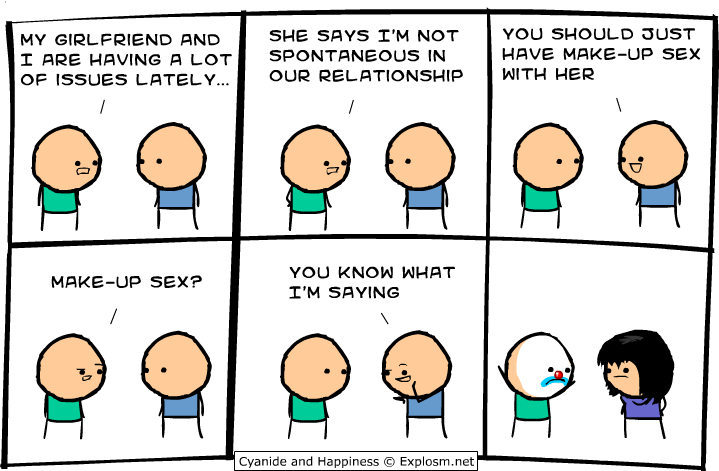 MY GIRLFRIEND AND
I ARE HAVING A LOT
OF ISSUES LATELY...
SHE SAYS I'M NOT
SPONTANEOUS IN
OUR RELATIONSHIP
YOU SHOULD JUST
HAVE MAKE-UP SEX
WITH HER
MAKE-UP SEX?
YOU KNOW WHAT
I'M SAYING
Cyanide and Happiness © Explosm.net